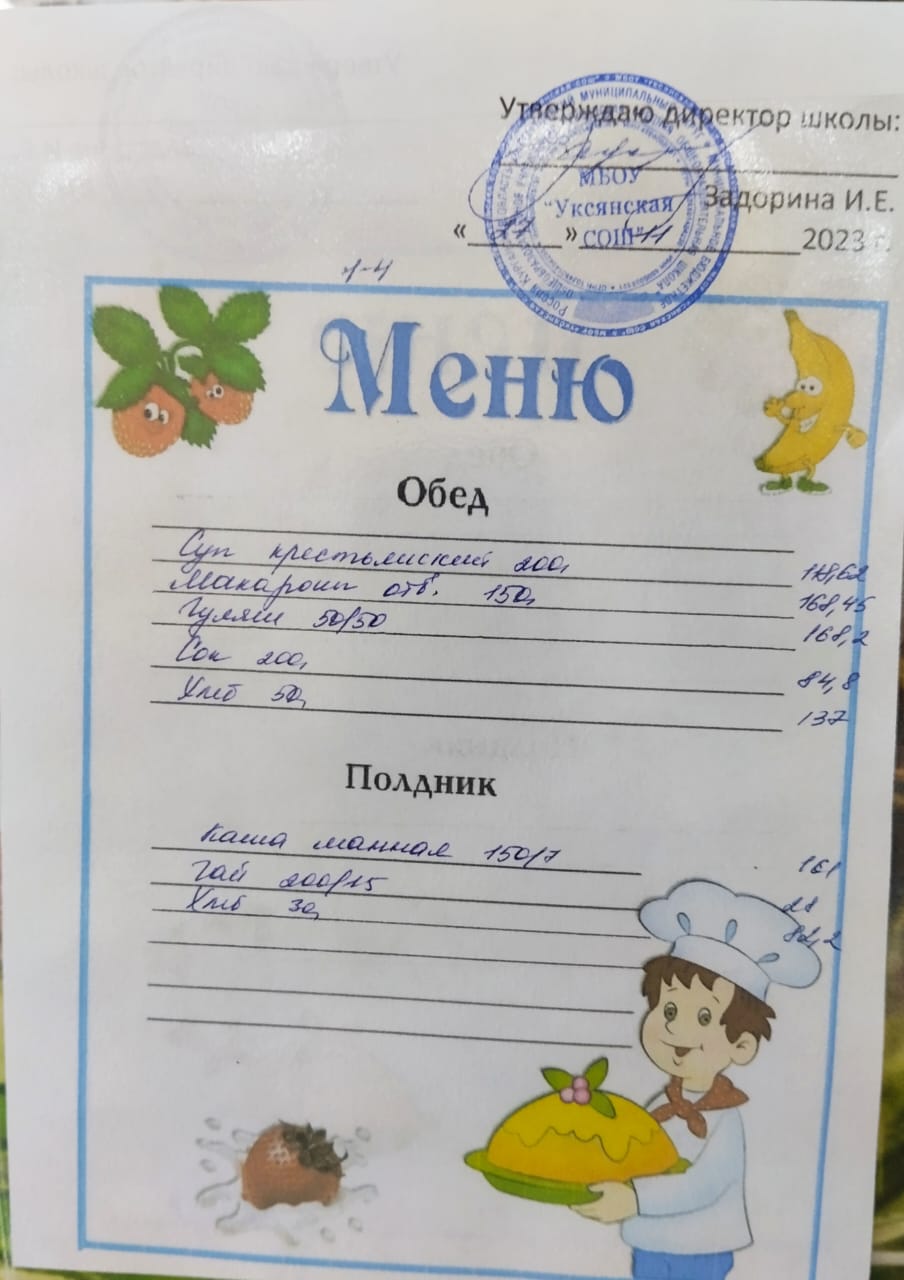 Утверждаю директор школы:
МБОУ
"Уксянская
СОШ"
Задорина И.Е.
« » 11 2023 г.
1-4
Меню
Обед
Суп крестьянский 200, 118,62
Макароны отв. 150, 168,45
Гуляш 50/50 168,2
Сок 200, 84,8
Хлеб 50, 137
Полдник
Каша манная 150/7 161
Чай 200/15 28
Хлеб 30, 82,2